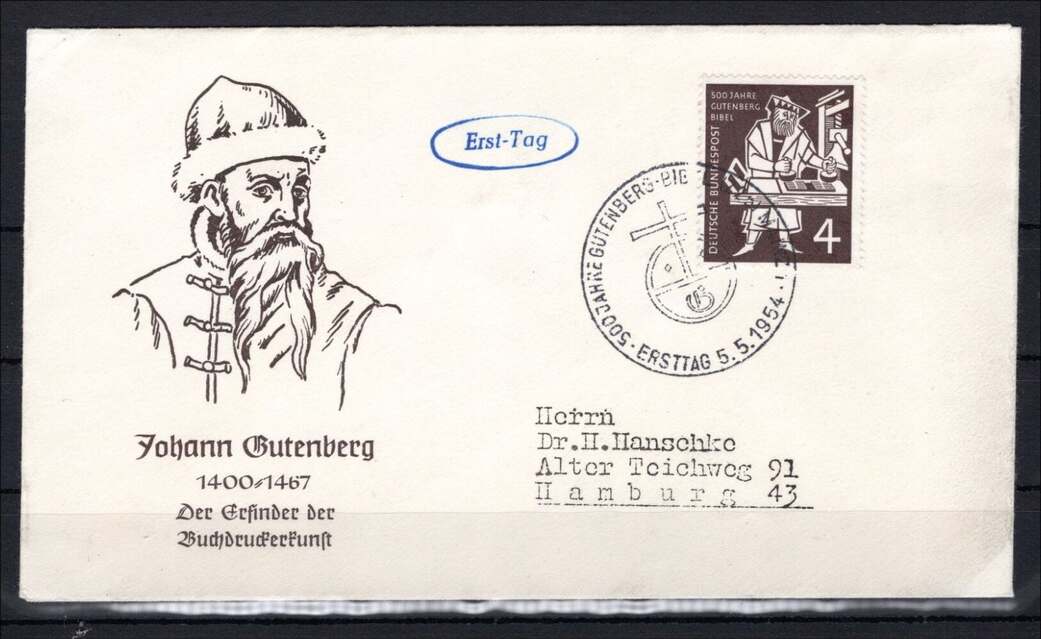 Erst-Tag
500 JAHRE
GUTENBERG
BIBEL
DEUTSCHE BUNDESPOST
4
500 JAHRE GUTENBERG-BIB
ERSTTAG 5.5.1954
G
Johann Gutenberg
1400-1467
Der Erfinder der
Buchdruckerkunst
Herrn
Dr.H.Hanschke
Alter Teichweg 91
Hamburg 43